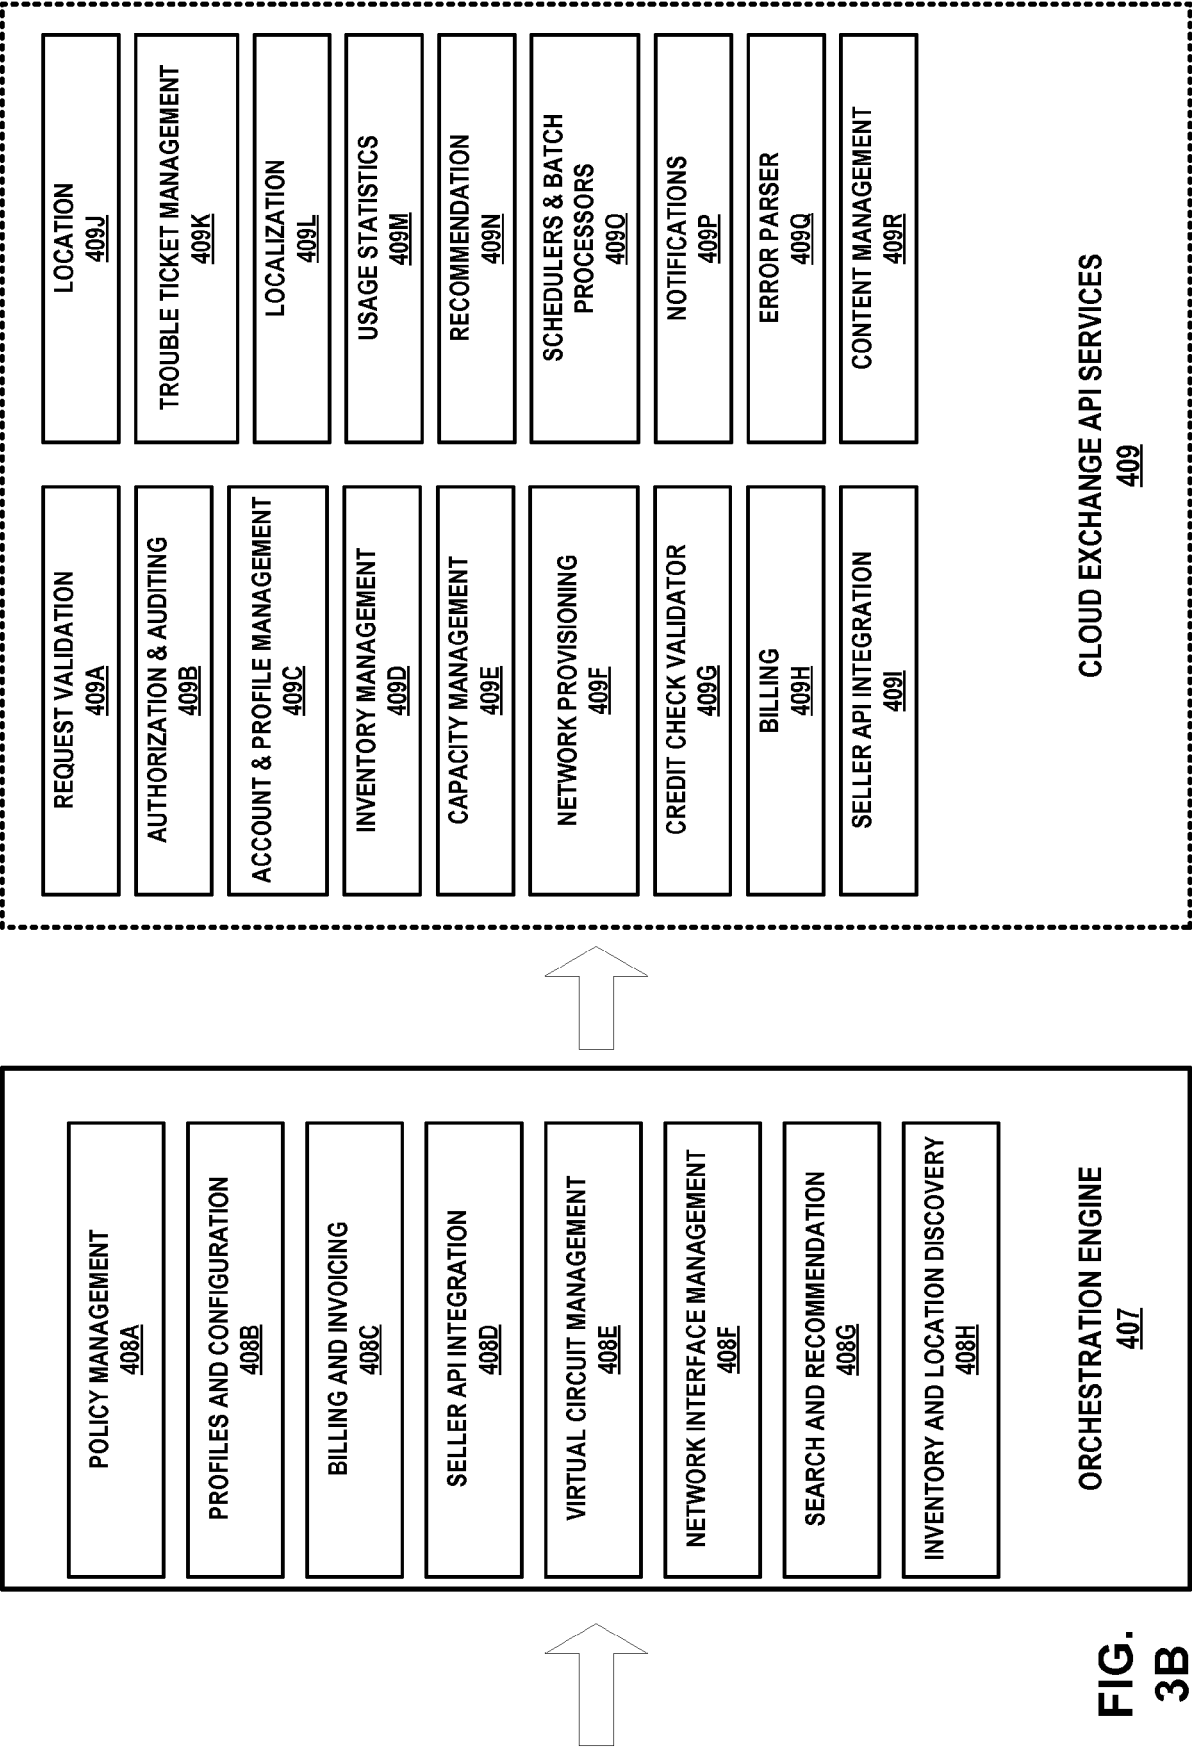 POLICY MANAGEMENT
408A
PROFILES AND CONFIGURATION
408B
BILLING AND INVOICING
408C
SELLER API INTEGRATION
408D
VIRTUAL CIRCUIT MANAGEMENT
408E
NETWORK INTERFACE MANAGEMENT
408F
SEARCH AND RECOMMENDATION
408G
INVENTORY AND LOCATION DISCOVERY
408H
ORCHESTRATION ENGINE
407
REQUEST VALIDATION
409A
AUTHORIZATION & AUDITING
409B
ACCOUNT & PROFILE MANAGEMENT
409C
INVENTORY MANAGEMENT
409D
CAPACITY MANAGEMENT
409E
NETWORK PROVISIONING
409F
CREDIT CHECK VALIDATOR
409G
BILLING
409H
SELLER API INTEGRATION
409I
LOCATION
409J
TROUBLE TICKET MANAGEMENT
409K
LOCALIZATION
409L
USAGE STATISTICS
409M
RECOMMENDATION
409N
SCHEDULERS & BATCH
PROCESSORS
409O
NOTIFICATIONS
409P
ERROR PARSER
409Q
CONTENT MANAGEMENT
409R
CLOUD EXCHANGE API SERVICES
409
FIG.
3B